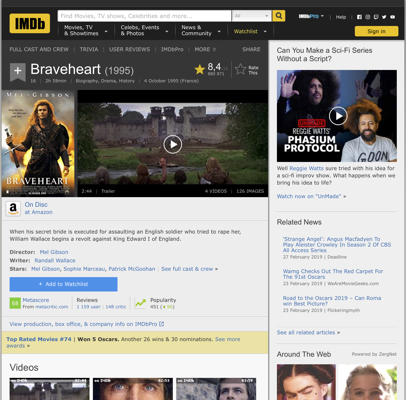 IMDb
Find Movies, TV shows, Celebrities and more...
All
IMDbPro
Help
Movies, TV
& Showtimes
Celebs, Events
& Photos
News &
Community
Watchlist
Sign in
FULL CAST AND CREW | TRIVIA | USER REVIEWS | IMDbPro | MORE
SHARE
Braveheart (1995)
16 | 2h 58min | Biography, Drama, History | 4 October 1995 (France)
8,4
Rate
This
MEL GIBSON
BRAVEHEART
2:44 | Trailer
4 VIDEOS | 126 IMAGES
On Disc
at Amazon
When his secret bride is executed for assaulting an English soldier who tried to rape her,
William Wallace begins a revolt against King Edward I of England.
Director: Mel Gibson
Writer: Randall Wallace
Stars: Mel Gibson, Sophie Marceau, Patrick McGoohan | See full cast & crew »
+ Add to Watchlist
68
Metascore
From metacritic.com
Reviews
1 159 user | 148 critic
Popularity
View production, box office, & company info on IMDbPro
Top Rated Movies #74 | Won 5 Oscars. Another 26 wins & 30 nominations. See more
awards »
Videos
Can You Make a Sci-Fi Series
Without a Script?
REGGIE WATTS'
PHASIUM
PROTOCOL
Well Reggie Watts sure tried with his idea for
a sci-fi improv show. What happens when we
bring his idea to life?
Watch now on "UnMade" »
Related News
'Strange Angel': Angus Macfadyen To
Play Aleister Crowley In Season 2 Of CBS
All Access Series
27 February 2019 | Deadline
Wamg Checks Out The Red Carpet For
The 91st Oscars
23 February 2019 | WeAreMovieGeeks.com
Road to the Oscars 2019 – Can Roma
win Best Picture?
22 February 2019 | Flickeringmyth
See all related articles »
Around The Web
Powered by ZergNet